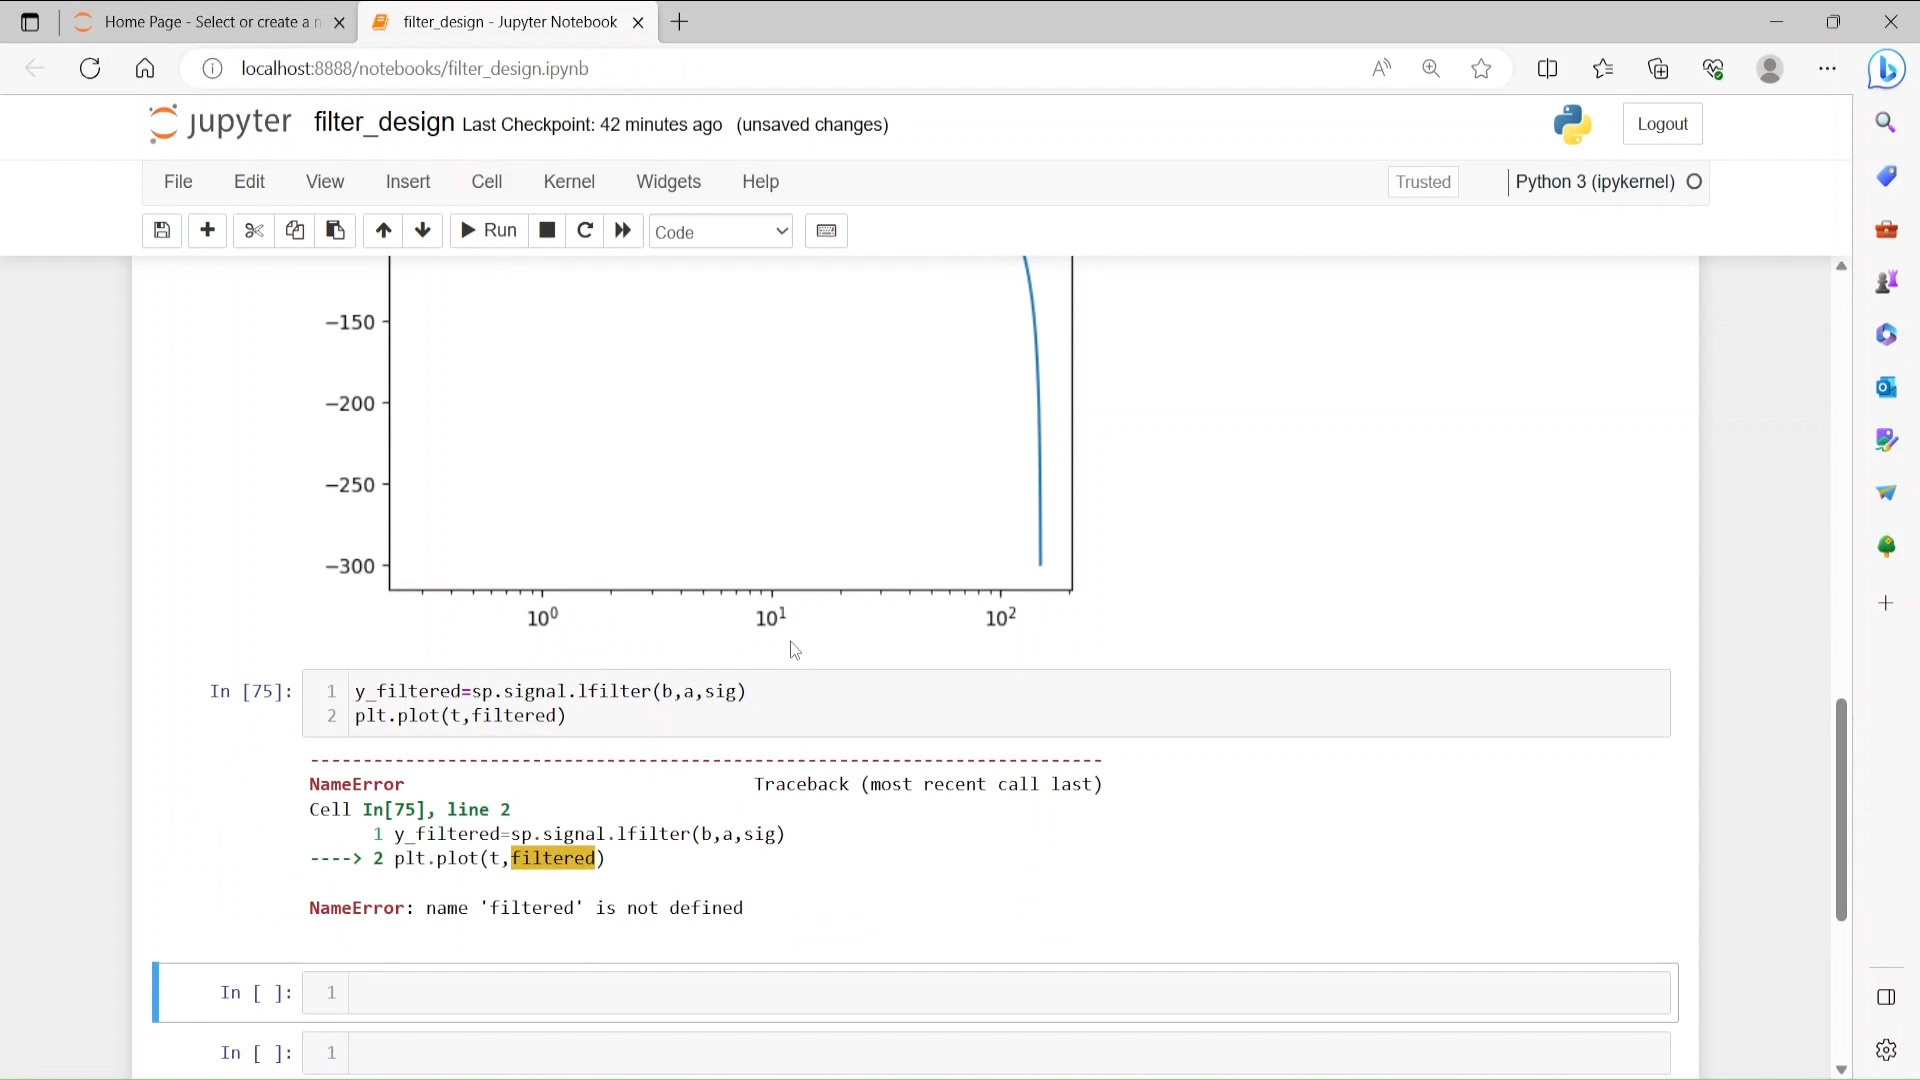 Home Page - Select or create a n
filter_design - Jupyter Notebook
localhost:8888/notebooks/filter_design.ipynb
jupyter filter_design Last Checkpoint: 42 minutes ago (unsaved changes)
Logout
File Edit View Insert Cell Kernel Widgets Help
Trusted
Python 3 (ipykernel)
Run
Code
−150
−200
−250
−300
10⁰ 10¹ 10²
In [75]:
1 y_filtered=sp.signal.lfilter(b,a,sig)
2 plt.plot(t,filtered)
---------------------------------------------------------------------------
NameError Traceback (most recent call last)
Cell In[75], line 2
1 y_filtered=sp.signal.lfilter(b,a,sig)
----> 2 plt.plot(t,filtered)
NameError: name 'filtered' is not defined
In [ ]: 1
In [ ]: 1